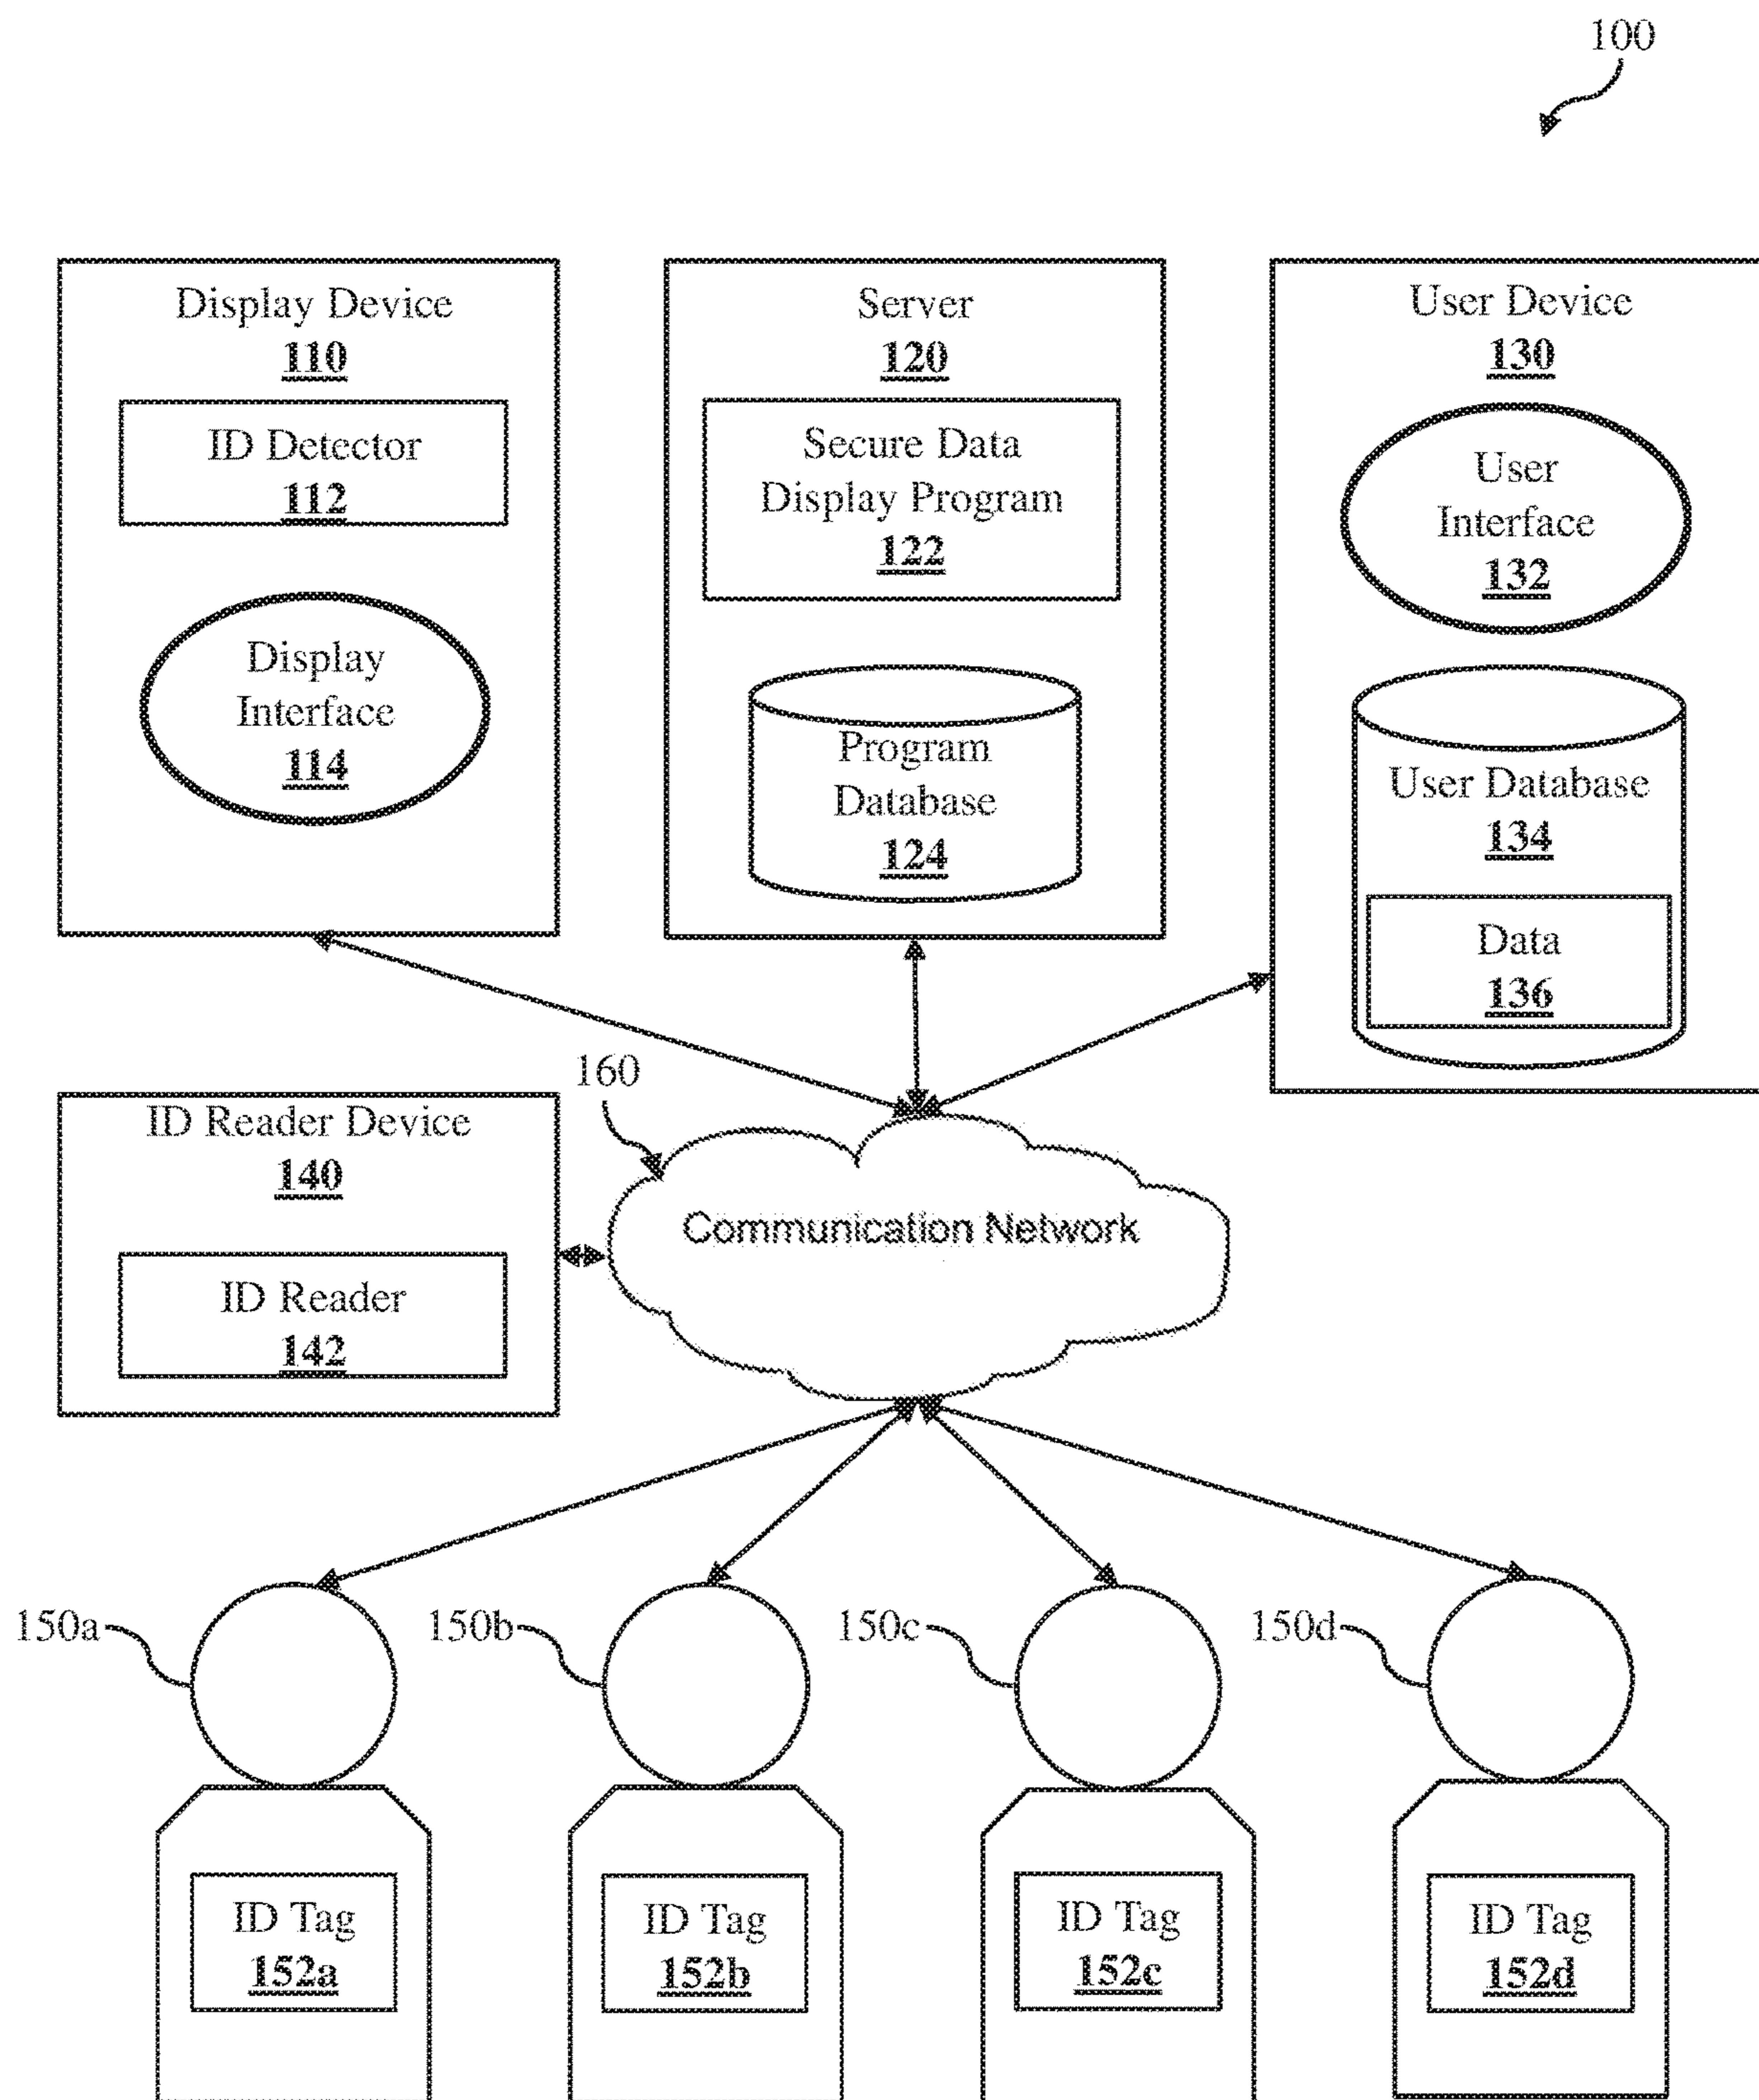 100
Display Device
110
ID Detector
112
Display
Interface
114
Server
120
Secure Data
Display Program
122
Program
Database
124
User Device
130
User
Interface
132
User Database
134
Data
136
160
ID Reader Device
140
ID Reader
142
Communication Network
150a
150b
150c
150d
ID Tag
152a
ID Tag
152b
ID Tag
152c
ID Tag
152d